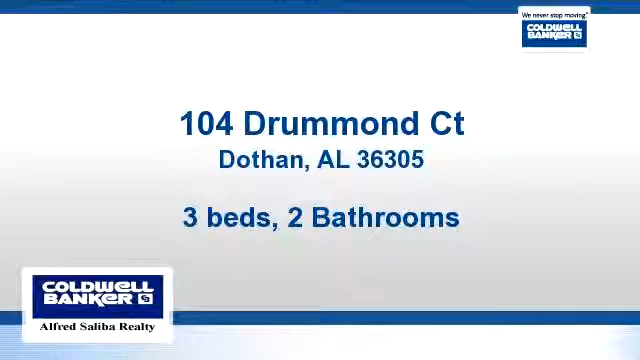 We never stop moving.®
COLDWELL
BANKER
104 Drummond Ct
Dothan, AL 36305
3 beds, 2 Bathrooms
COLDWELL
BANKER
Alfred Saliba Realty